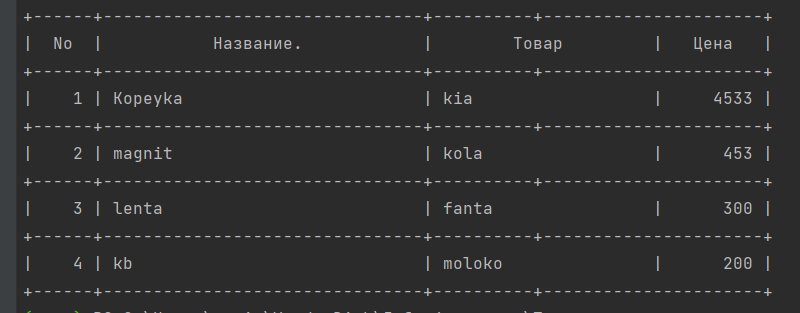 +------+--------------------------------+----------+----------------------+
|  No  |           Название.            |        Товар         |   Цена   |
+------+--------------------------------+----------+----------------------+
|    1 | Kopeyka                        | kia                  |     4533 |
+------+--------------------------------+----------+----------------------+
|    2 | magnit                         | kola                 |      453 |
+------+--------------------------------+----------+----------------------+
|    3 | lenta                          | fanta                |      300 |
+------+--------------------------------+----------+----------------------+
|    4 | kb                             | moloko               |      200 |
+------+--------------------------------+----------+----------------------+